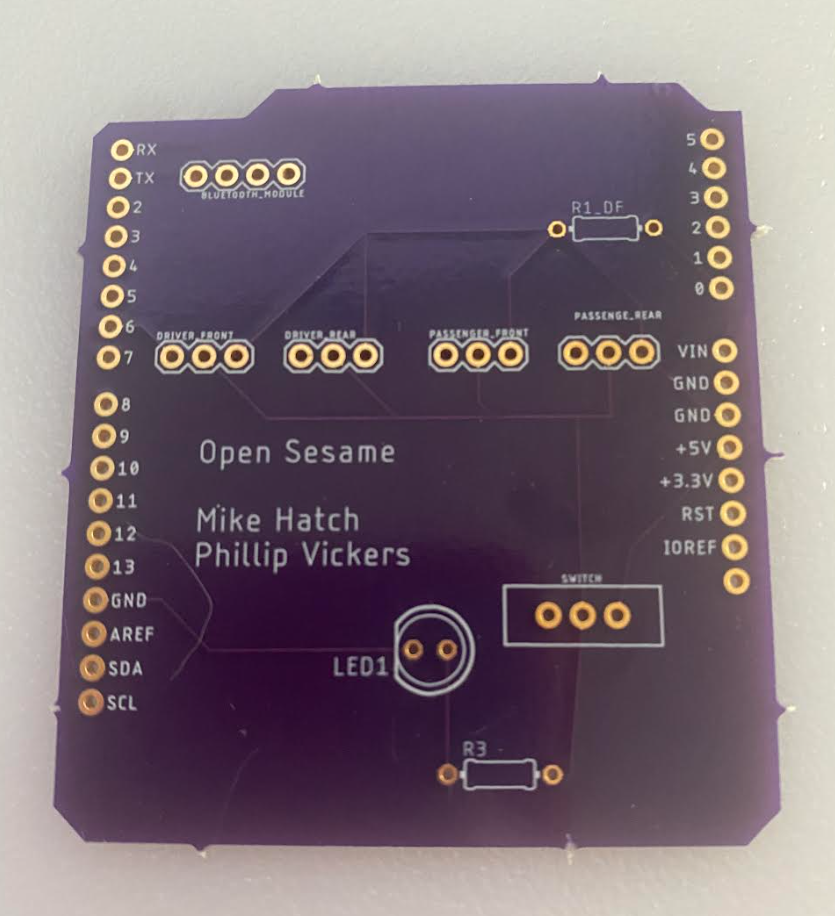 RX
TX
2
3
4
5
6
7
8
9
10
11
12
13
GND
AREF
SDA
SCL
BLUETOOTH_MODULE
R1_DF
DRIVER_FRONT
DRIVER_REAR
PASSENGER_FRONT
PASSENGE_REAR
Open Sesame
Mike Hatch
Phillip Vickers
SWITCH
LED1
R3
5
4
3
2
1
0
VIN
GND
GND
+5V
+3.3V
RST
IOREF